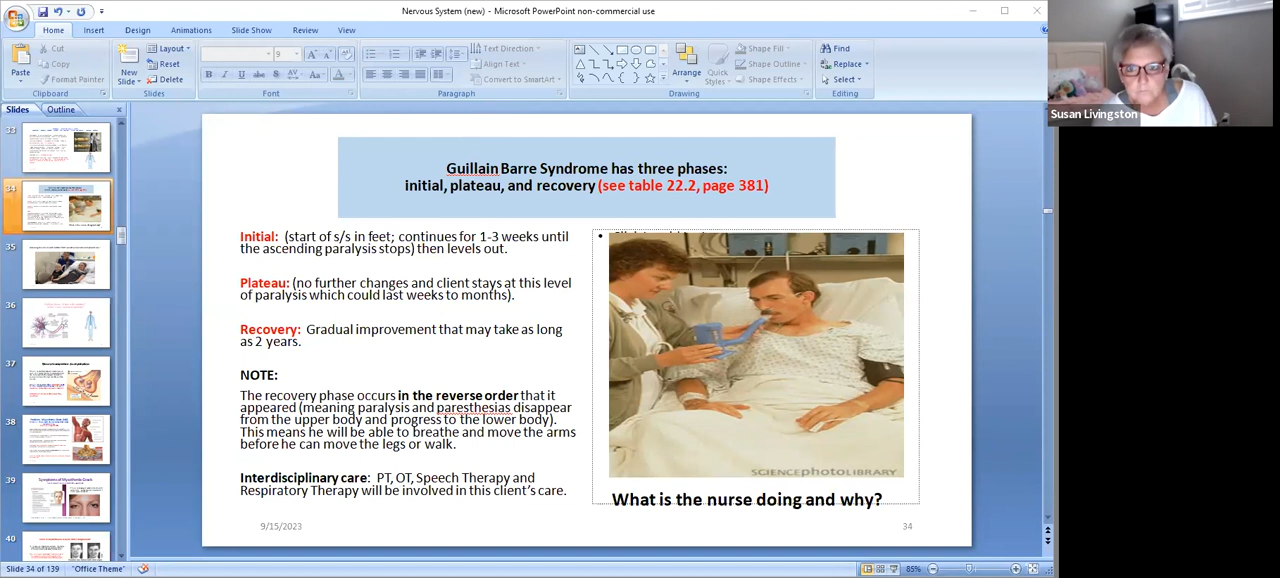 Nervous System (new) - Microsoft PowerPoint non-commercial use
Home Insert Design Animations Slide Show Review View
Paste
Cut
Copy
Format Painter
Clipboard
New
Slide
Layout
Reset
Delete
Slides
9
Font
Text Direction
Align Text
Convert to SmartArt
Paragraph
Arrange
Quick
Styles
Shape Fill
Shape Outline
Shape Effects
Drawing
Find
Replace
Select
Editing
Susan Livingston
Slides Outline
33
34
35
36
37
38
39
40
Guillain Barre Syndrome has three phases:
initial, plateau, and recovery (see table 22.2, page 381)
Initial: (start of s/s in feet; continues for 1-3 weeks until
the ascending paralysis stops) then levels out.
Plateau: (no further changes and client stays at this level
of paralysis which could last weeks to months)
Recovery: Gradual improvement that may take as long
as 2 years.
NOTE:
The recovery phase occurs in the reverse order that it
appeared (meaning paralysis and paresthesias disappear
from the upper body and progress to the lower body).
This means he will be able to breathe and move the arms
before he can move the legs or walk.
Interdisciplinary care: PT, OT, Speech Therapy and
Respiratory Therapy will be involved in this client's care.
SCIENCEphotoLIBRARY
What is the nurse doing and why?
9/15/2023
34
Slide 34 of 139 "Office Theme" 85%